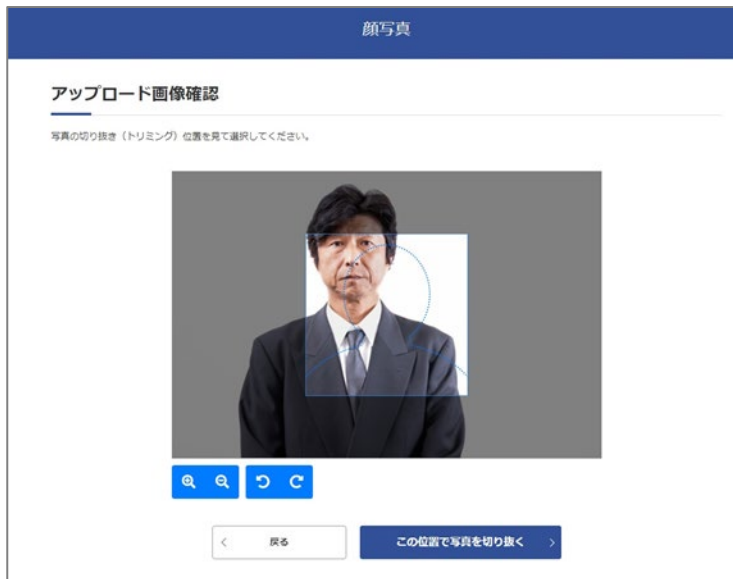 顔写真
アップロード画像確認
写真の切り抜き（トリミング）位置を見て選択してください。
戻る
この位置で写真を切り抜く